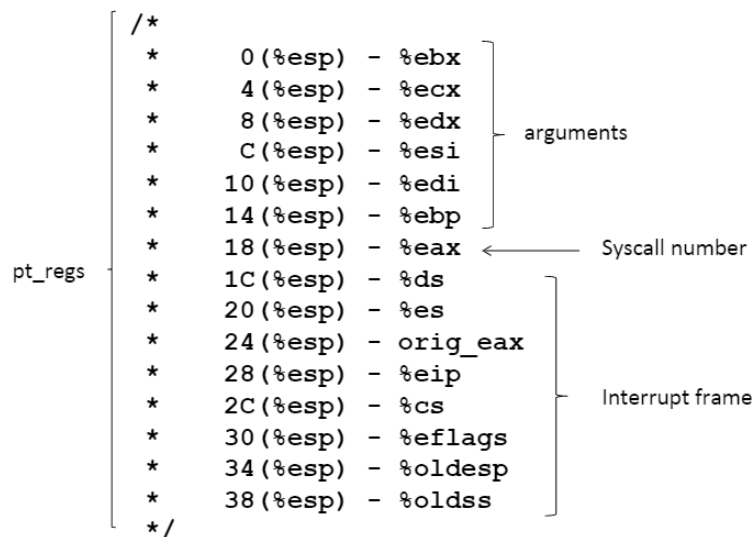 /*
* 0(%esp) - %ebx
* 4(%esp) - %ecx
* 8(%esp) - %edx
arguments
* C(%esp) - %esi
* 10(%esp) - %edi
* 14(%esp) - %ebp
* 18(%esp) - %eax
Syscall number
pt_regs
* 1C(%esp) - %ds
* 20(%esp) - %es
* 24(%esp) - orig_eax
* 28(%esp) - %eip
* 2C(%esp) - %cs
Interrupt frame
* 30(%esp) - %eflags
* 34(%esp) - %oldesp
* 38(%esp) - %oldss
*/